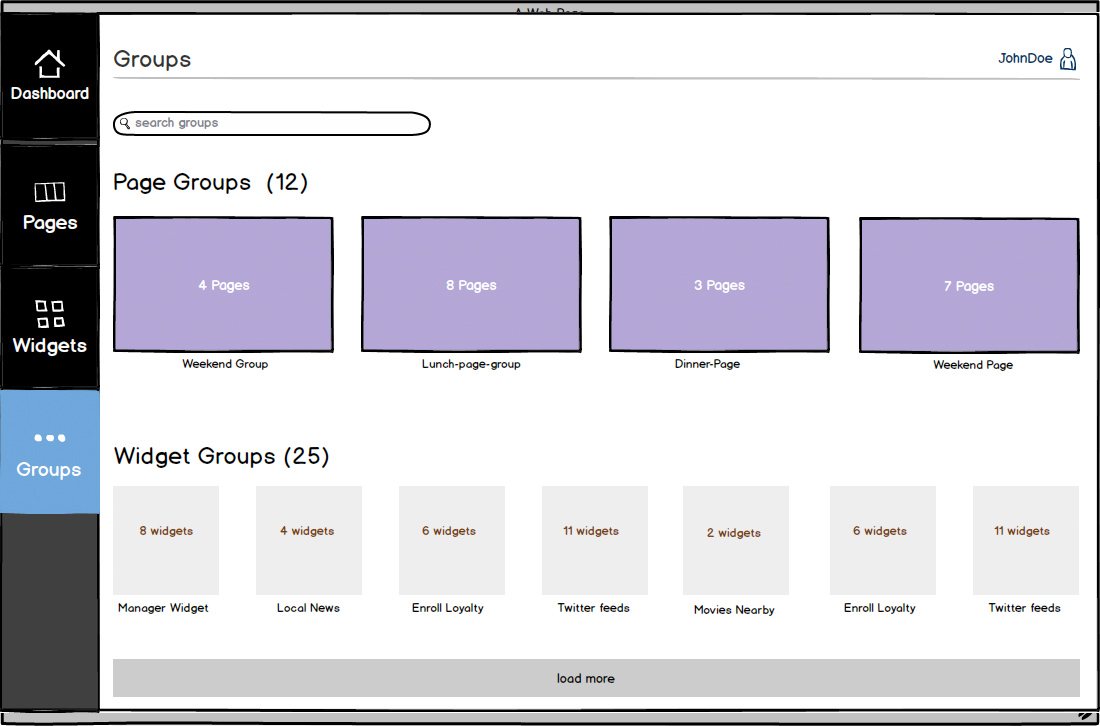 A Web Page
Groups
JohnDoe
Dashboard
search groups
Page Groups (12)
Pages
4 Pages
8 Pages
3 Pages
7 Pages
Widgets
Weekend Group
Lunch-page-group
Dinner-Page
Weekend Page
Groups
Widget Groups (25)
8 widgets
4 widgets
6 widgets
11 widgets
2 widgets
6 widgets
11 widgets
Manager Widget
Local News
Enroll Loyalty
Twitter feeds
Movies Nearby
Enroll Loyalty
Twitter feeds
load more